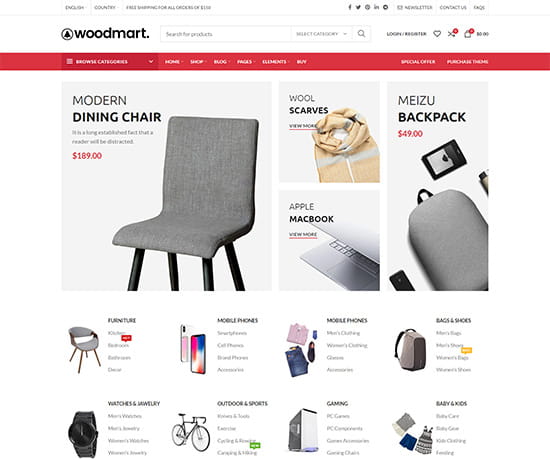 ENGLISH
COUNTRY
FREE SHIPPING FOR ALL ORDERS OF $150
NEWSLETTER
CONTACT US
FAQS
woodmart.
Search for products
SELECT CATEGORY
LOGIN / REGISTER
0
0
$0.00
BROWSE CATEGORIES
HOME
SHOP
BLOG
PAGES
ELEMENTS
BUY
SPECIAL OFFER
PURCHASE THEME
MODERN
DINING CHAIR
It is a long established fact that a
reader will be distracted.
$189.00
WOOL
SCARVES
VIEW MORE
APPLE
MACBOOK
VIEW MORE
MEIZU
BACKPACK
$49.00
FURNITURE
Kitchen
HOT
Bedroom
Bathroom
Decor
MOBILE PHONES
Smartphones
Cell Phones
Brand Phones
Accessories
MOBILE PHONES
Men's Clothing
Women's Clothing
Glasses
Accessories
BAGS & SHOES
Men's Bags
Men's Shoes
Women's Bags
Women's Shoes
WATCHES & JEWELRY
Men's Watches
Men's Jewelry
Women's Watches
Women's Jewelry
OUTDOOR & SPORTS
Knives & Tools
Exercise
Cycling & Rowing
NEW
Camping & Hiking
GAMING
PC Games
PC Components
Games Accessories
Gaming Chairs
BABY & KIDS
Baby Care
Baby Gear
Kids Clothing
Feeding